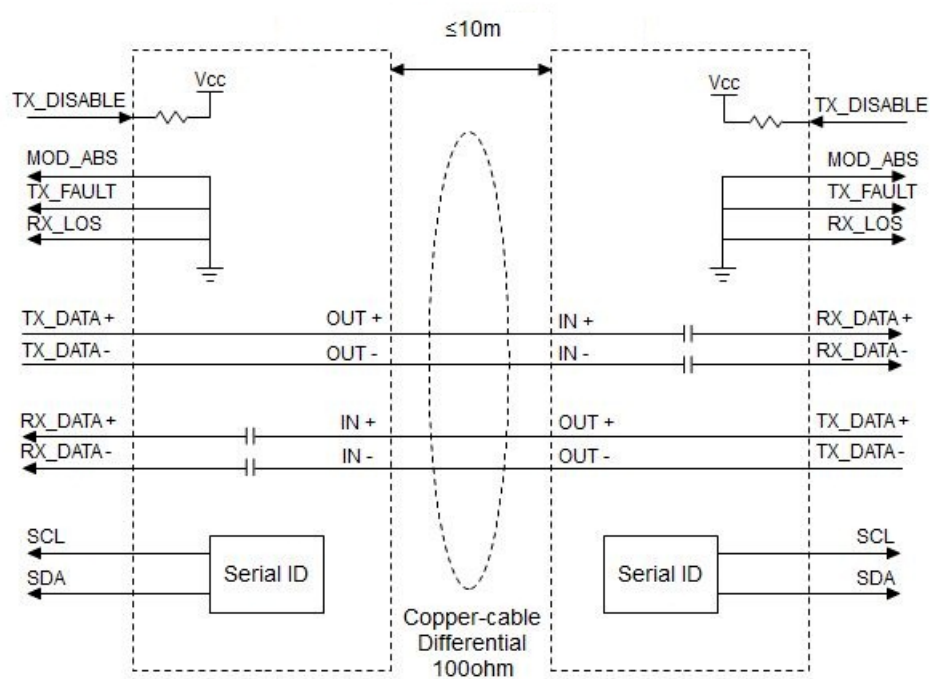 ≤10m
Vcc
Vcc
TX_DISABLE
TX_DISABLE
MOD_ABS
MOD_ABS
TX_FAULT
TX_FAULT
RX_LOS
RX_LOS
TX_DATA+ OUT + IN + RX_DATA+
TX_DATA- OUT - IN - RX_DATA-
RX_DATA+ IN + OUT + TX_DATA+
RX_DATA- IN - OUT - TX_DATA-
SCL
SCL
Serial ID
Serial ID
SDA
SDA
Copper-cable
Differential
100ohm